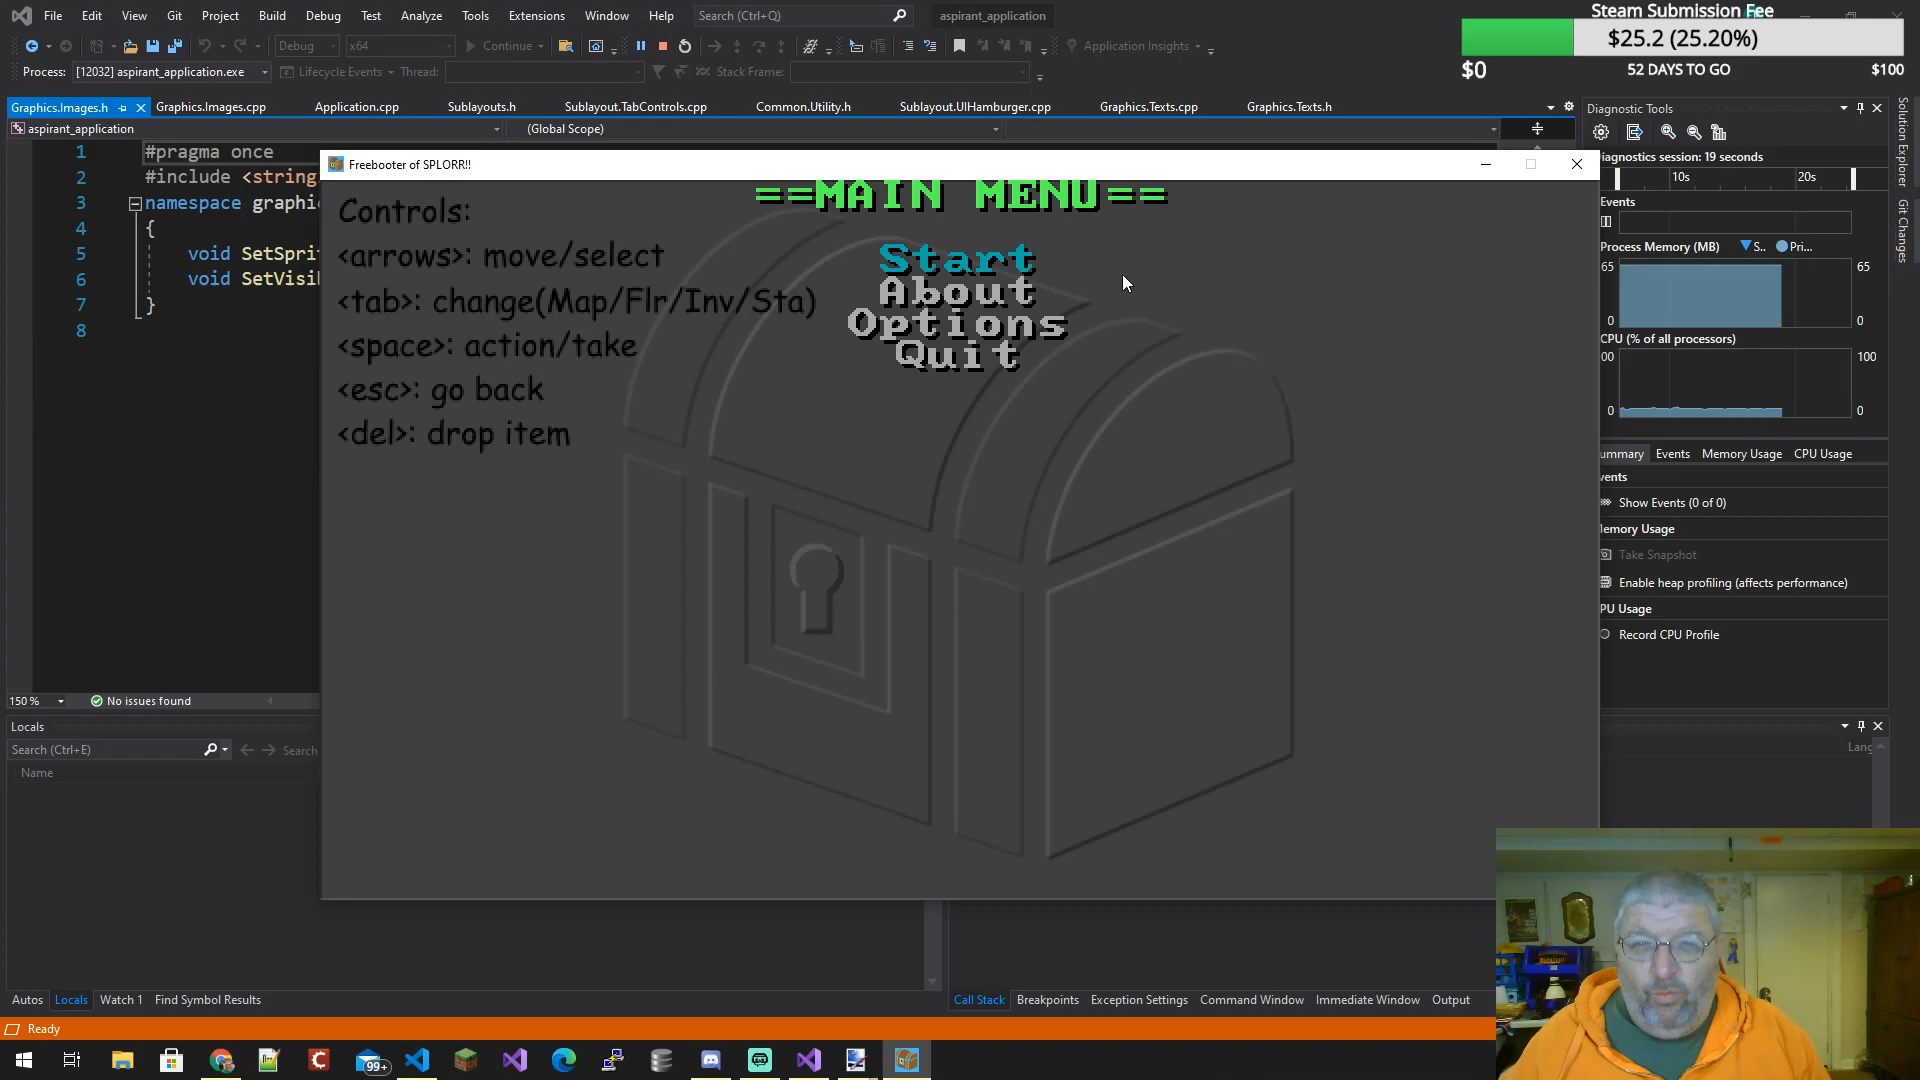 File Edit View Git Project Build Debug Test Analyze Tools Extensions Window Help Search (Ctrl+Q) aspirant_application
Steam Submission Fee
$25.2 (25.20%)
$0 52 DAYS TO GO $100
Debug x64 Continue Application Insights
Process: [12032] aspirant_application.exe Lifecycle Events Thread: Stack Frame:
Graphics.Images.h Graphics.Images.cpp Application.cpp Sublayouts.h Sublayout.TabControls.cpp Common.Utility.h Sublayout.UIHamburger.cpp Graphics.Texts.cpp Graphics.Texts.h
aspirant_application (Global Scope)
1 #pragma once
2 #include <string
3 namespace graphi
4 {
5 void SetSpri
6 void SetVisi
7 }
8
Freebooter of SPLORR!!
==MAIN MENU==
Start
About
Options
Quit
Controls:
<arrows>: move/select
<tab>: change(Map/Flr/Inv/Sta)
<space>: action/take
<esc>: go back
<del>: drop item
Diagnostic Tools
iagnostics session: 19 seconds
10s 20s
Events
Process Memory (MB) S.. Pri...
65 65
0 0
CPU (% of all processors)
00 100
0 0
ummary Events Memory Usage CPU Usage
vents
Show Events (0 of 0)
lemory Usage
Take Snapshot
Enable heap profiling (affects performance)
PU Usage
Record CPU Profile
Solution Explorer
Git Changes
150 % No issues found
Locals
Search (Ctrl+E) Search
Name
Lang
Autos Locals Watch 1 Find Symbol Results
Call Stack Breakpoints Exception Settings Command Window Immediate Window Output
Ready
99+